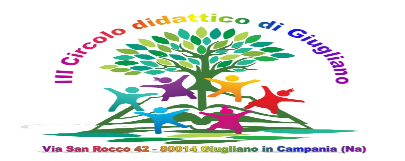 III Circolo didattico di Giugliano
Via San Rocco 42 - 80014 Giugliano in Campania (Na)